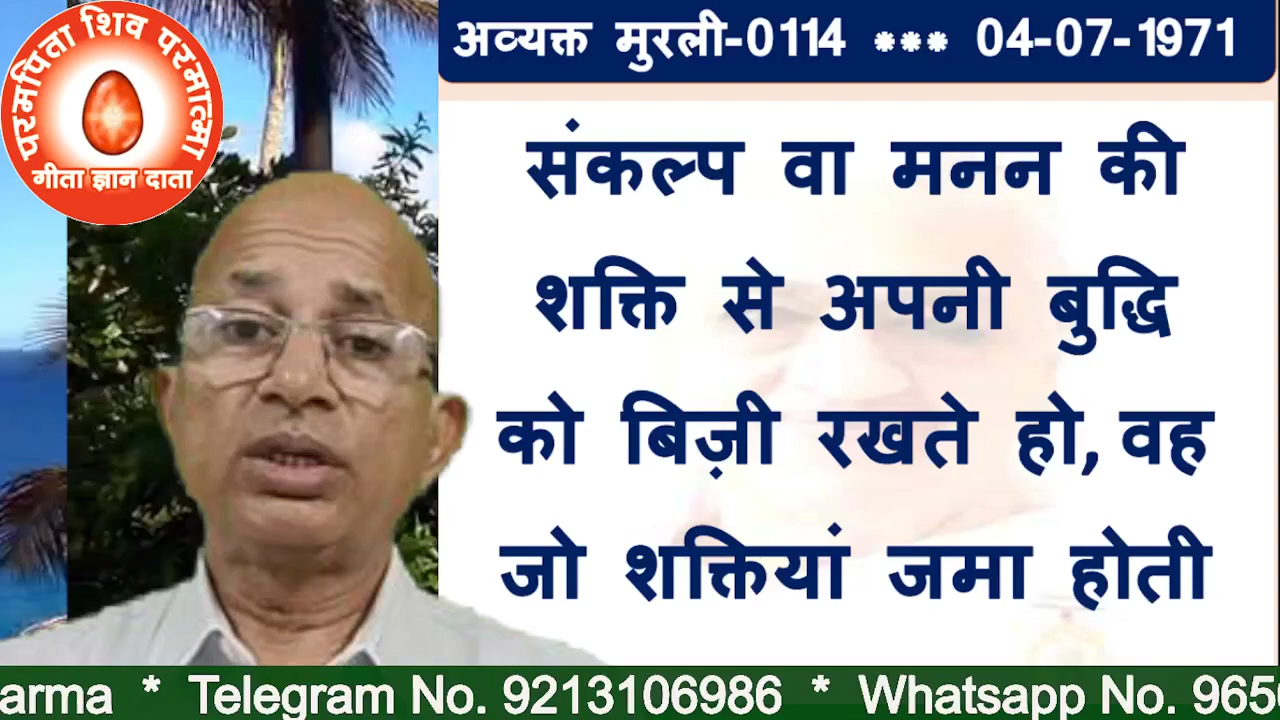 परमपिता शिव परमात्मा
गीता ज्ञान दाता
अव्यक्त मुरली-0114 *** 04-07-1971
संकल्प वा मनन की
शक्ति से अपनी बुद्धि
को बिज़ी रखते हो, वह
जो शक्तियां जमा होती
arma * Telegram No. 9213106986 * Whatsapp No. 965